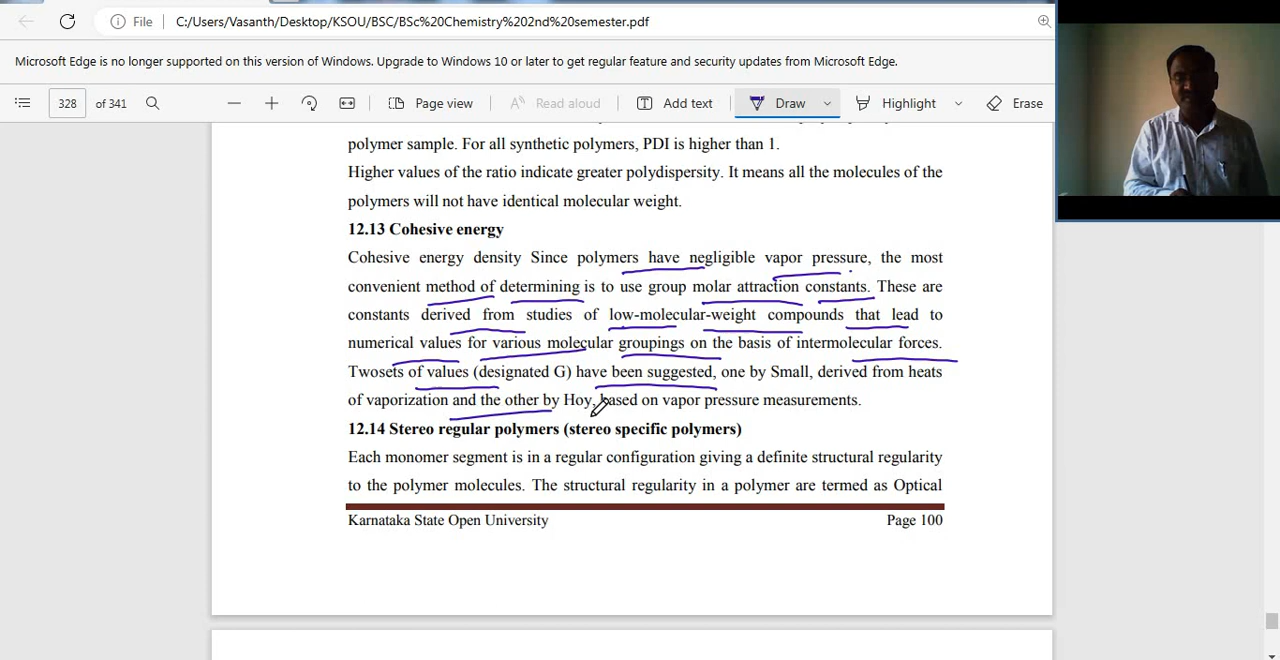 File C:/Users/Vasanth/Desktop/KSOU/BSC/BSc%20Chemistry%202nd%20semester.pdf
Microsoft Edge is no longer supported on this version of Windows. Upgrade to Windows 10 or later to get regular feature and security updates from Microsoft Edge.
328 of 341 Page view Read aloud Add text Draw Highlight Erase
polymer sample. For all synthetic polymers, PDI is higher than 1.
Higher values of the ratio indicate greater polydispersity. It means all the molecules of the
polymers will not have identical molecular weight.
12.13 Cohesive energy
Cohesive energy density Since polymers have negligible vapor pressure, the most
convenient method of determining is to use group molar attraction constants. These are
constants derived from studies of low-molecular-weight compounds that lead to
numerical values for various molecular groupings on the basis of intermolecular forces.
Twosets of values (designated G) have been suggested, one by Small, derived from heats
of vaporization and the other by Hoy, based on vapor pressure measurements.
12.14 Stereo regular polymers (stereo specific polymers)
Each monomer segment is in a regular configuration giving a definite structural regularity
to the polymer molecules. The structural regularity in a polymer are termed as Optical
Karnataka State Open University Page 100